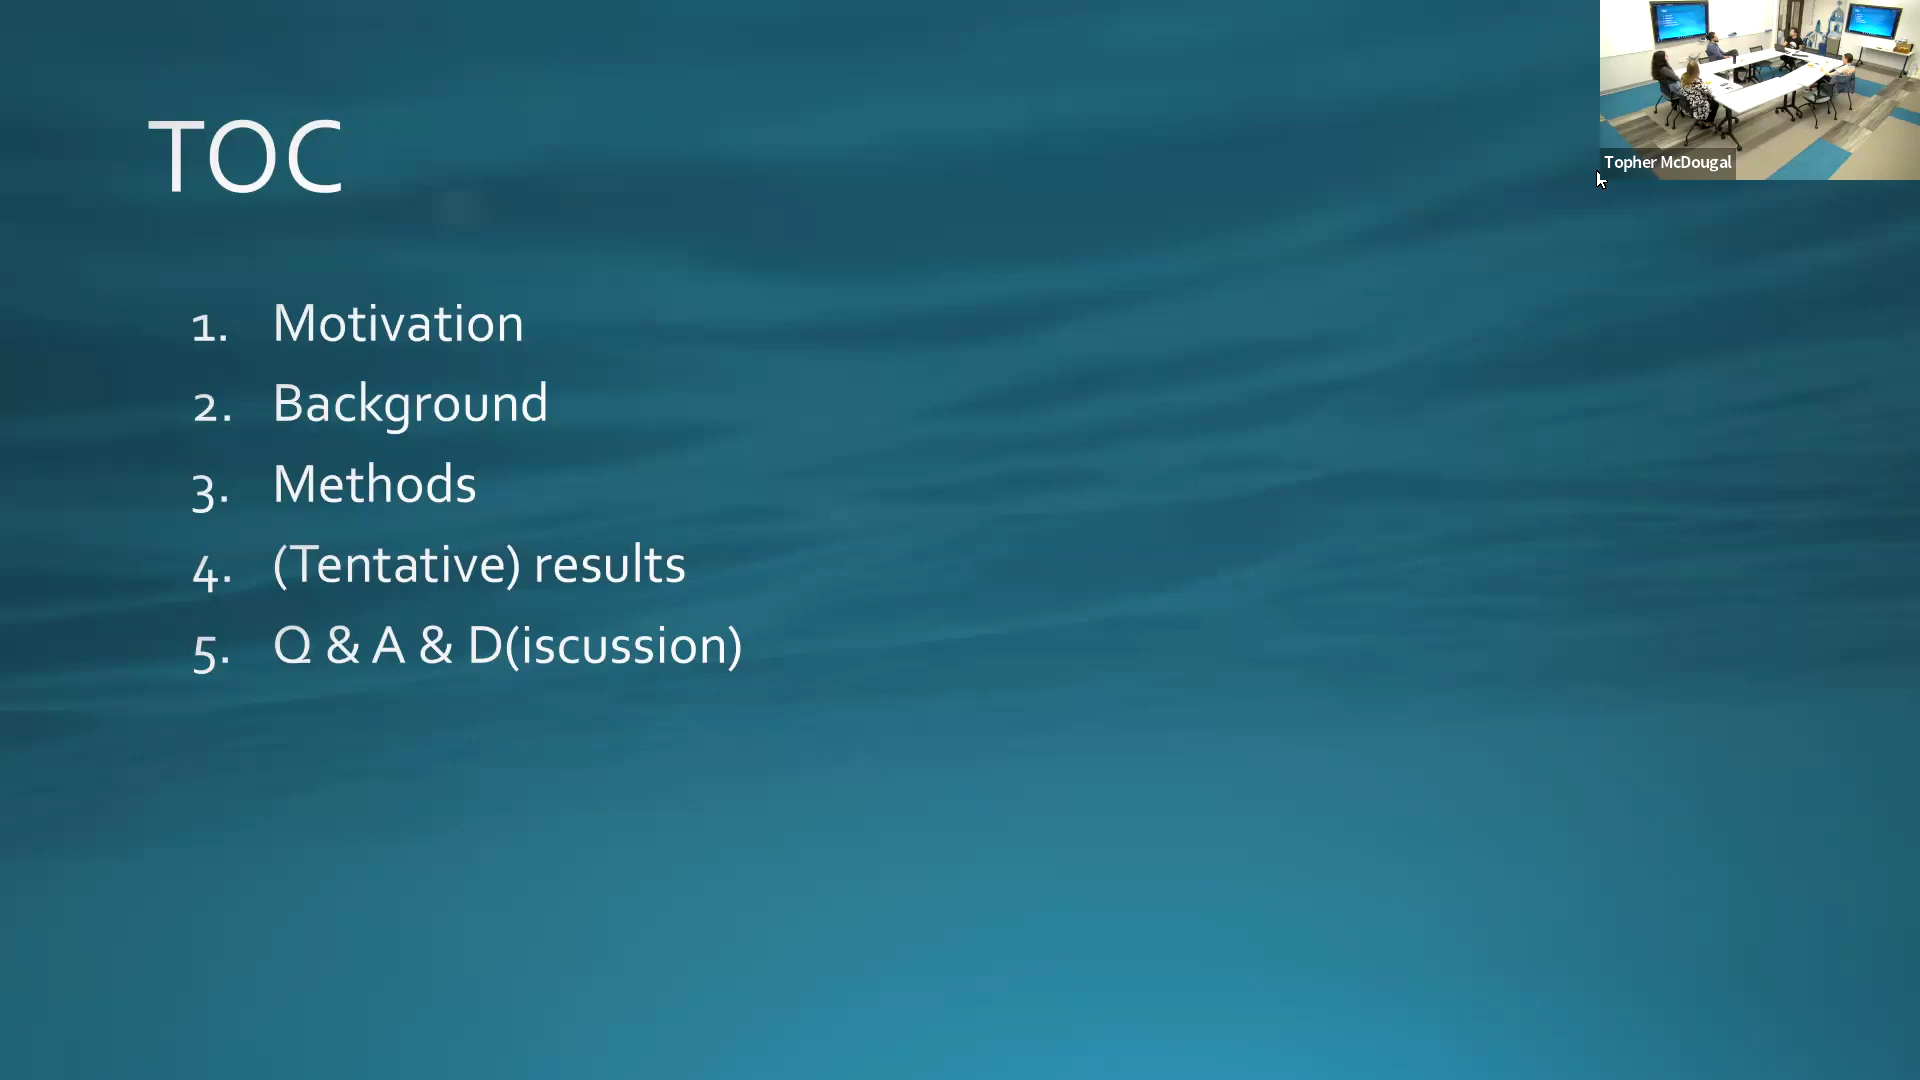 TOC
1. Motivation
2. Background
3. Methods
4. (Tentative) results
5. Q & A & D(iscussion)
Topher McDougal